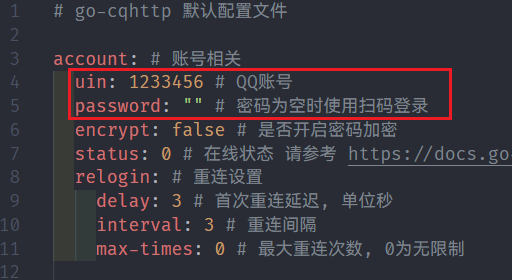 1 # go-cqhttp 默认配置文件
2
3 account: # 账号相关
4 uin: 1233456 # QQ账号
5 password: "" # 密码为空时使用扫码登录
6 encrypt: false # 是否开启密码加密
7 status: 0 # 在线状态 请参考 https://docs.go-
8 relogin: # 重连设置
9 delay: 3 # 首次重连延迟, 单位秒
10 interval: 3 # 重连间隔
11 max-times: 0 # 最大重连次数, 0为无限制
12